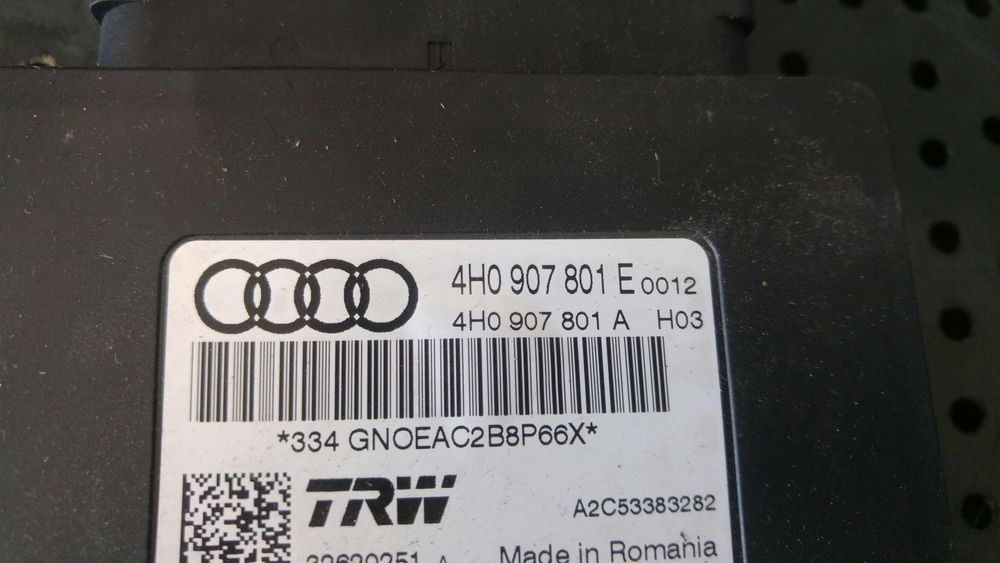 4H0 907 801 E 0012
4H0 907 801 A H03
*334 GNOEAC2B8P66X*
TRW
A2C53383282
Made in Romania